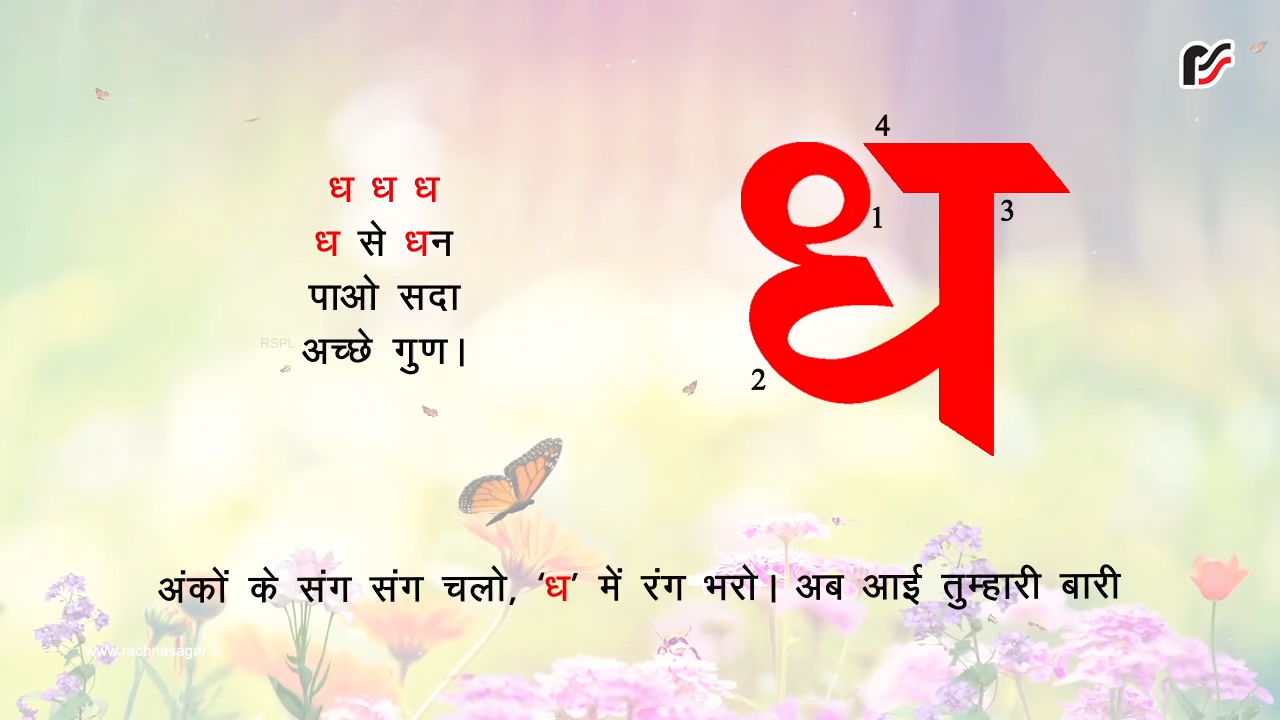 ध ध ध
ध से धन
पाओ सदा
अच्छे गुण।
RSPL
ध
4
1
3
2
अंकों के संग संग चलो, ‘ध’ में रंग भरो। अब आई तुम्हारी बारी
www.rachnasagar.in